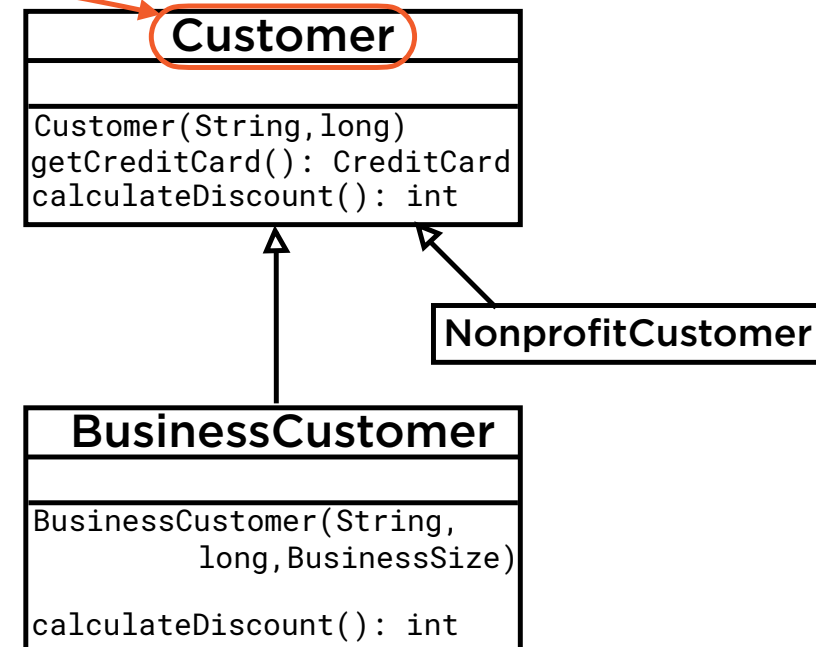 Customer
Customer(String,long)
getCreditCard(): CreditCard
calculateDiscount(): int
NonprofitCustomer
BusinessCustomer
BusinessCustomer(String,
long,BusinessSize)
calculateDiscount(): int